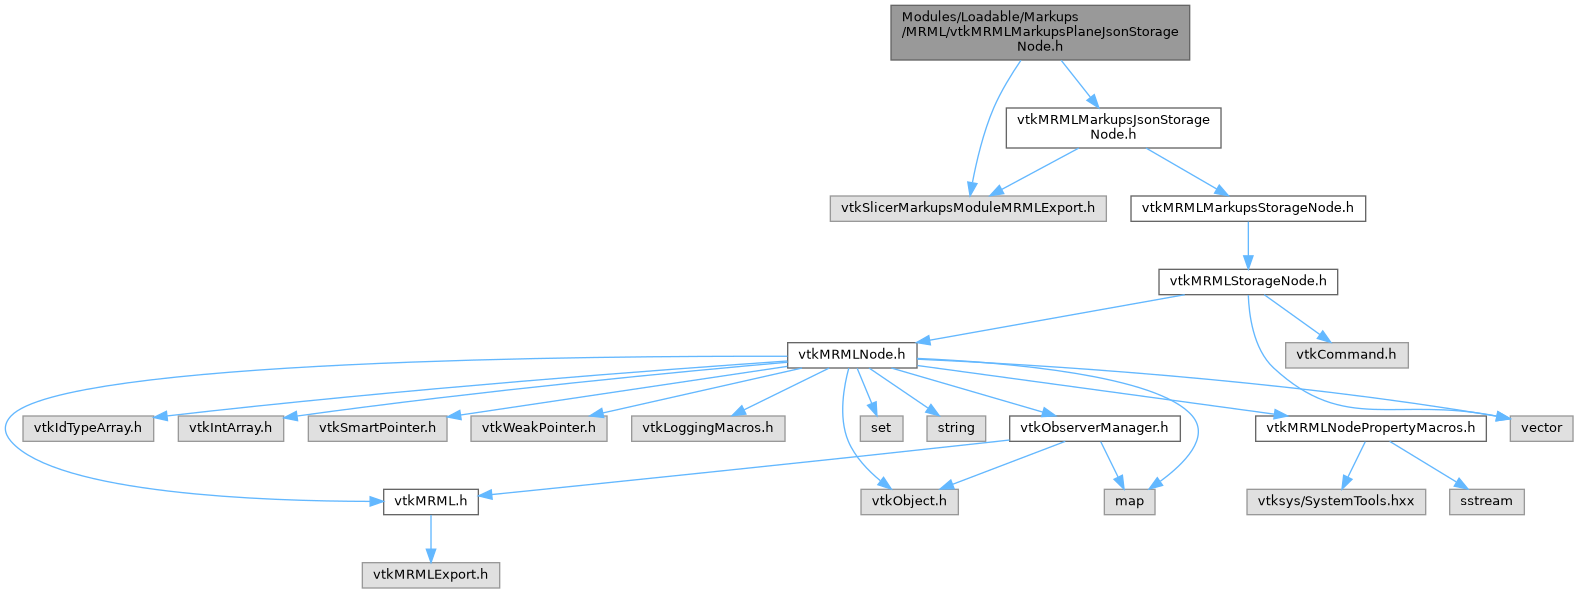 Modules/Loadable/Markups
/MRML/vtkMRMLMarkupsPlaneJsonStorage
Node.h
vtkMRMLMarkupsJsonStorage
Node.h
vtkSlicerMarkupsModuleMRMLExport.h
vtkMRMLMarkupsStorageNode.h
vtkMRMLStorageNode.h
vtkMRMLNode.h
vtkCommand.h
vtkIdTypeArray.h
vtkIntArray.h
vtkSmartPointer.h
vtkWeakPointer.h
vtkLoggingMacros.h
set
string
vtkObserverManager.h
vtkMRMLNodePropertyMacros.h
vector
vtkMRML.h
vtkObject.h
map
vtksys/SystemTools.hxx
sstream
vtkMRMLExport.h